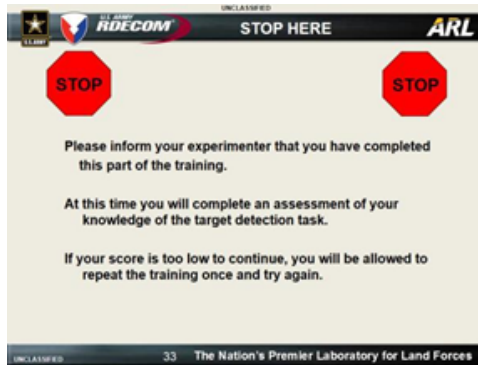 UNCLASSIFIED
U.S. ARMY
RDECOM
STOP HERE
ARL
U.S. ARMY
STOP
STOP
Please inform your experimenter that you have completed
this part of the training.
At this time you will complete an assessment of your
knowledge of the target detection task.
If your score is too low to continue, you will be allowed to
repeat the training once and try again.
UNCLASSIFIED
33
The Nation's Premier Laboratory for Land Forces